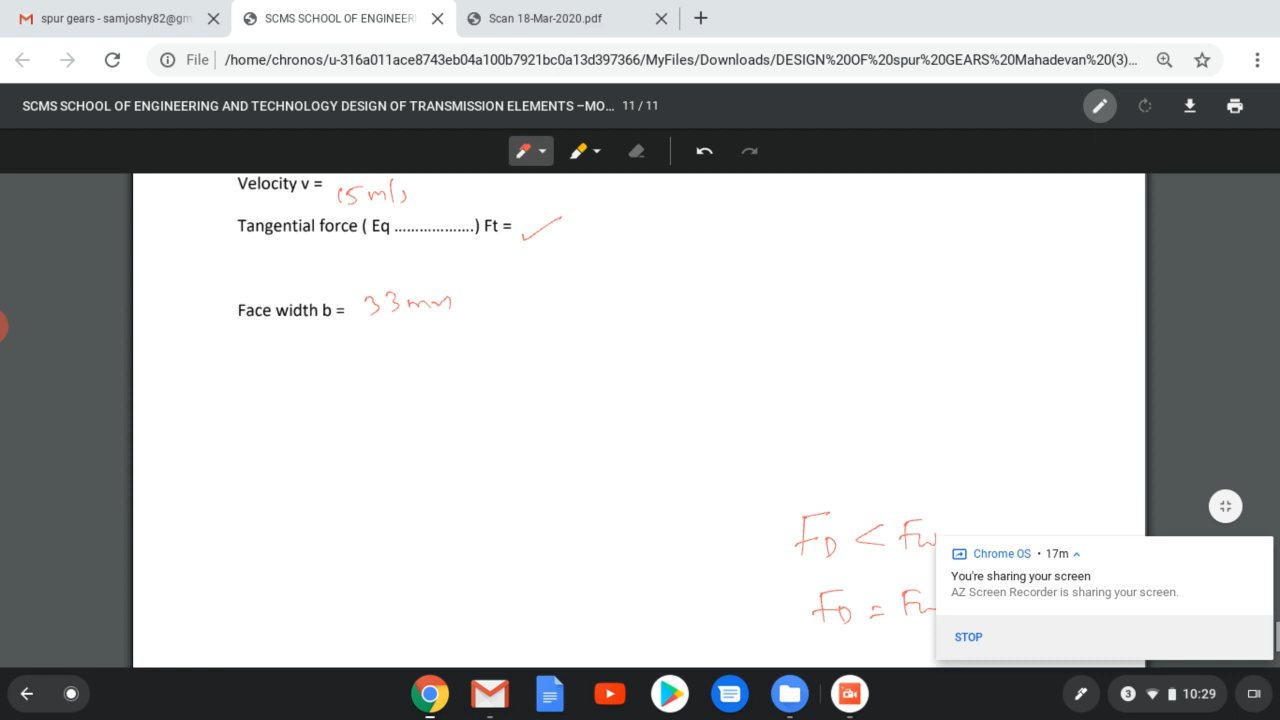 spur gears - samjoshy82@gm
SCMS SCHOOL OF ENGINEERI
Scan 18-Mar-2020.pdf
File
/home/chronos/u-316a011ace8743eb04a100b7921bc0a13d397366/MyFiles/Downloads/DESIGN%20OF%20spur%20GEARS%20Mahadevan%20(3)...
SCMS SCHOOL OF ENGINEERING AND TECHNOLOGY DESIGN OF TRANSMISSION ELEMENTS –MO... 11 / 11
Velocity v = 15 m/s
Tangential force ( Eq ...................) Ft = ✓
Face width b = 33 mm
FD < Fw
FD = Fw
Chrome OS • 17m
You're sharing your screen
AZ Screen Recorder is sharing your screen.
STOP
3 10:29